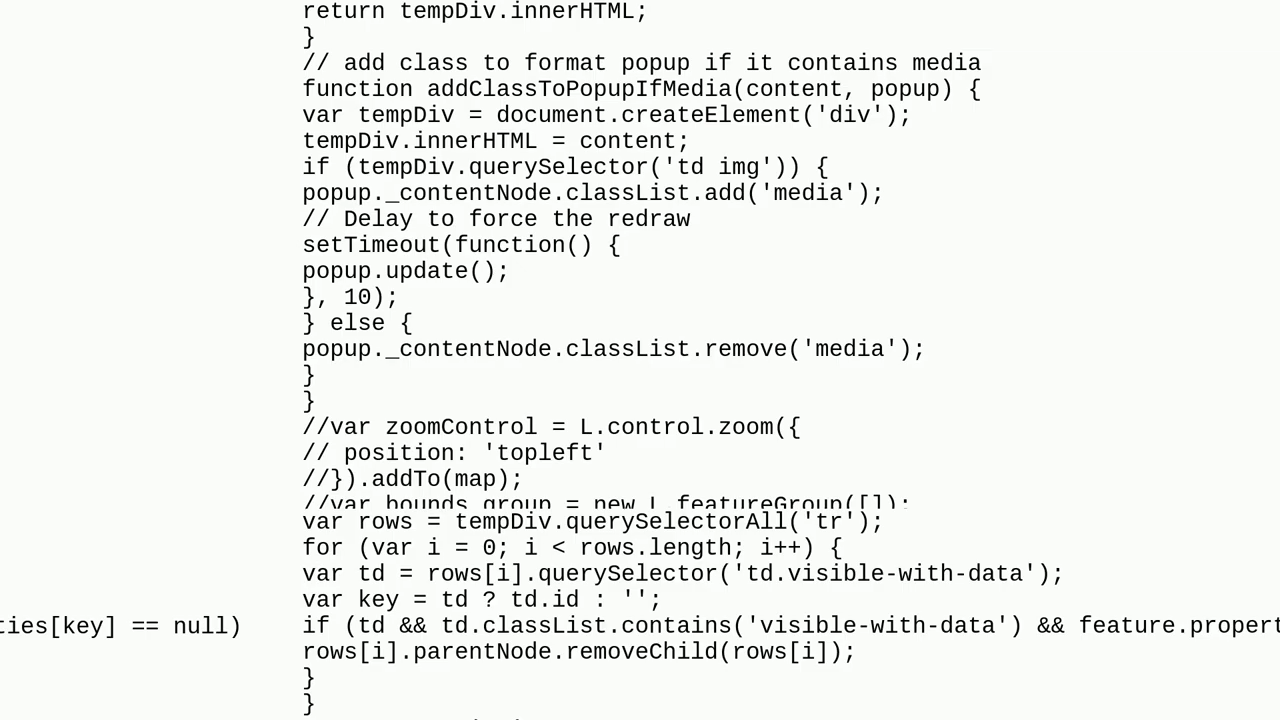 return tempDiv.innerHTML;
}
// add class to format popup if it contains media
function addClassToPopupIfMedia(content, popup) {
var tempDiv = document.createElement('div');
tempDiv.innerHTML = content;
if (tempDiv.querySelector('td img')) {
popup._contentNode.classList.add('media');
// Delay to force the redraw
setTimeout(function() {
popup.update();
}, 10);
} else {
popup._contentNode.classList.remove('media');
}
}
//var zoomControl = L.control.zoom({
// position: 'topleft'
//}).addTo(map);
//var bounds_group = new L.featureGroup([]);
var rows = tempDiv.querySelectorAll('tr');
for (var i = 0; i < rows.length; i++) {
var td = rows[i].querySelector('td.visible-with-data');
var key = td ? td.id : '';
ties[key] == null) if (td && td.classList.contains('visible-with-data') && feature.propert
rows[i].parentNode.removeChild(rows[i]);
}
}